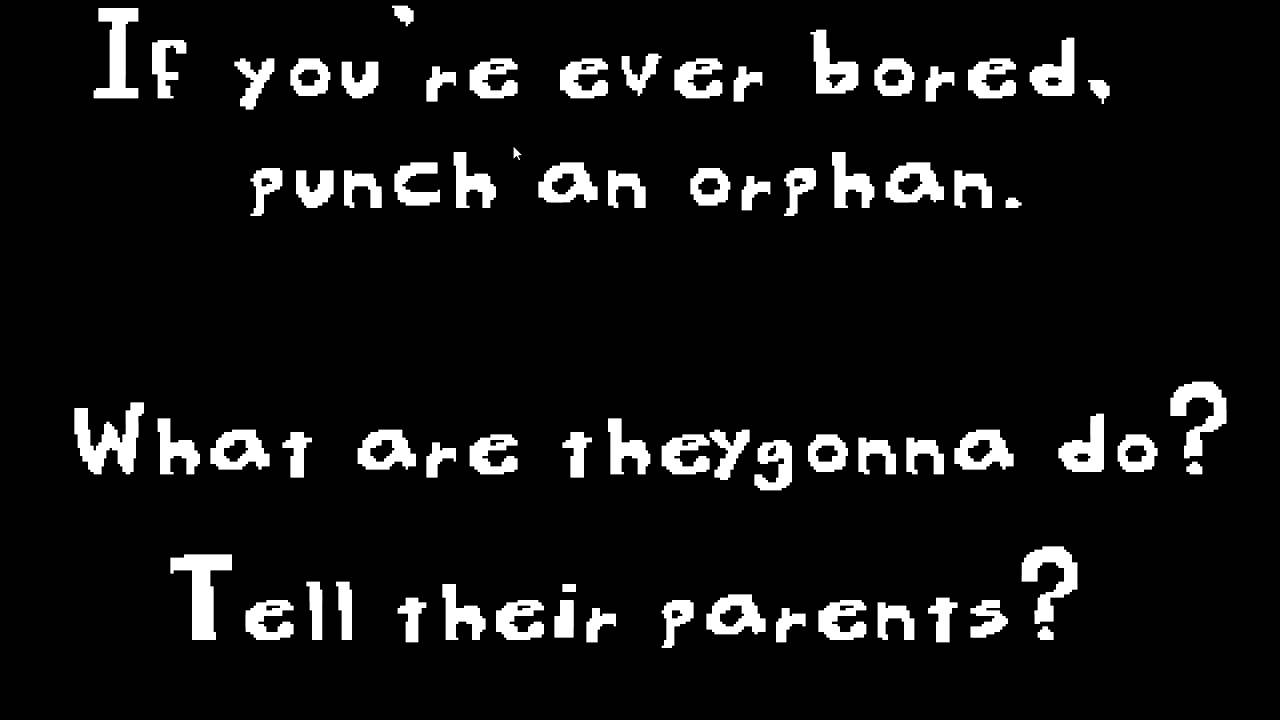 If you're ever bored,
punch an orphan.
What are theygonna do?
Tell their parents?